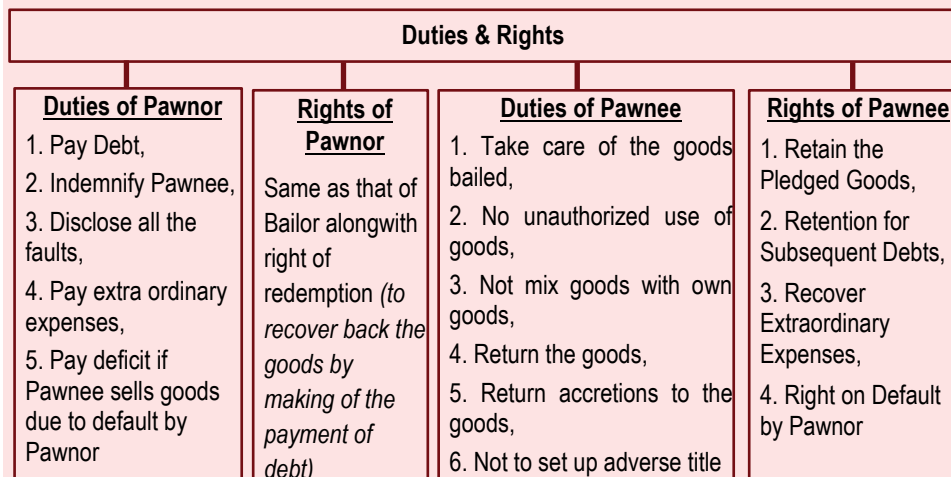 Duties & Rights
Duties of Pawnor
1. Pay Debt,
2. Indemnify Pawnee,
3. Disclose all the
faults,
4. Pay extra ordinary
expenses,
5. Pay deficit if
Pawnee sells goods
due to default by
Pawnor
Rights of
Pawnor
Same as that of
Bailor alongwith
right of
redemption (to
recover back the
goods by
making of the
payment of
debt)
Duties of Pawnee
1. Take care of the goods
bailed,
2. No unauthorized use of
goods,
3. Not mix goods with own
goods,
4. Return the goods,
5. Return accretions to the
goods,
6. Not to set up adverse title
Rights of Pawnee
1. Retain the
Pledged Goods,
2. Retention for
Subsequent Debts,
3. Recover
Extraordinary
Expenses,
4. Right on Default
by Pawnor